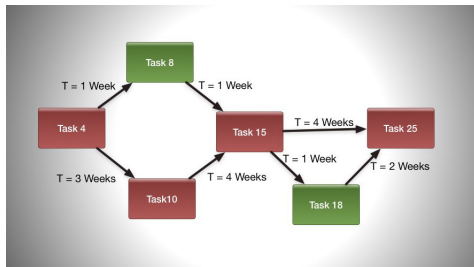 Task 8
T = 1 Week
T = 1 Week
Task 4
Task 15
T = 4 Weeks
Task 25
T = 3 Weeks
T = 4 Weeks
T = 1 Week
T = 2 Weeks
Task10
Task 18